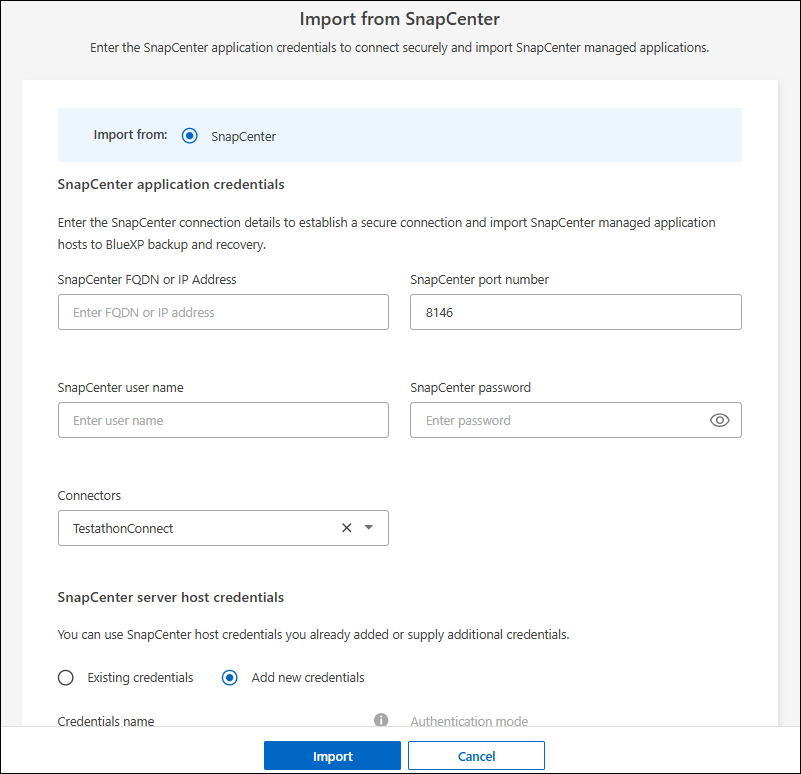 Import from SnapCenter
Enter the SnapCenter application credentials to connect securely and import SnapCenter managed applications.
Import from: SnapCenter
SnapCenter application credentials
Enter the SnapCenter connection details to establish a secure connection and import SnapCenter managed application
hosts to BlueXP backup and recovery.
SnapCenter FQDN or IP Address
Enter FQDN or IP address
SnapCenter port number
8146
SnapCenter user name
Enter user name
SnapCenter password
Enter password
Connectors
TestathonConnect
SnapCenter server host credentials
You can use SnapCenter host credentials you already added or supply additional credentials.
Existing credentials
Add new credentials
Credentials name
Authentication mode
Import
Cancel